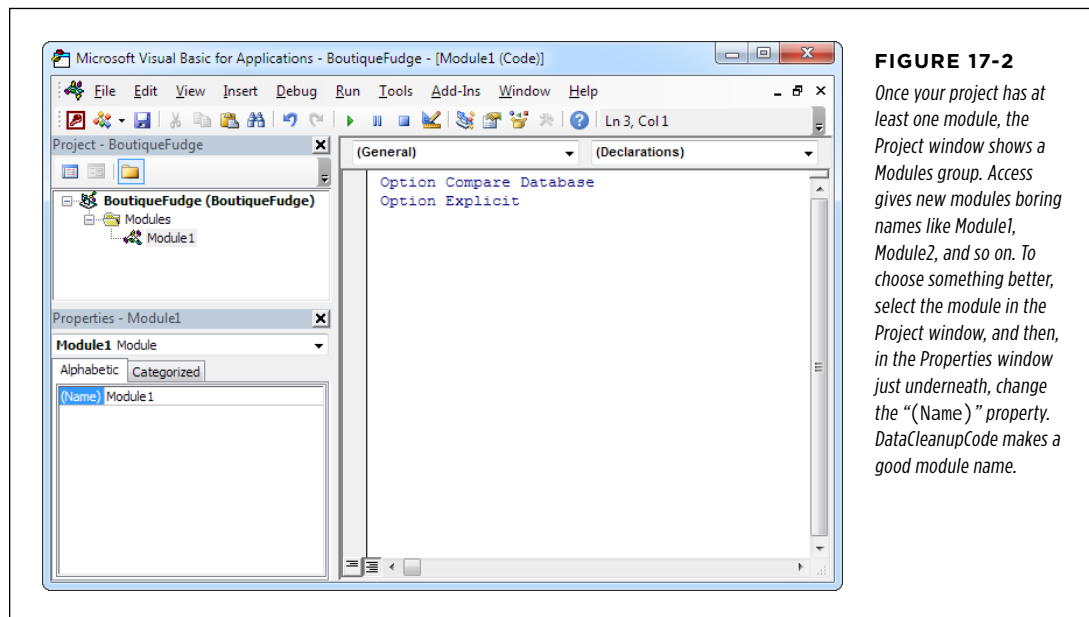 Microsoft Visual Basic for Applications - BoutiqueFudge - [Module1 (Code)]
File Edit View Insert Debug Run Tools Add-Ins Window Help
Ln 3, Col 1
Project - BoutiqueFudge
BoutiqueFudge (BoutiqueFudge)
Modules
Module1
Properties - Module1
Module1 Module
Alphabetic Categorized
(Name) Module1
(General) (Declarations)
Option Compare Database
Option Explicit
FIGURE 17-2
Once your project has at
least one module, the
Project window shows a
Modules group. Access
gives new modules boring
names like Module1,
Module2, and so on. To
choose something better,
select the module in the
Project window, and then,
in the Properties window
just underneath, change
the “(Name)” property.
DataCleanupCode makes a
good module name.